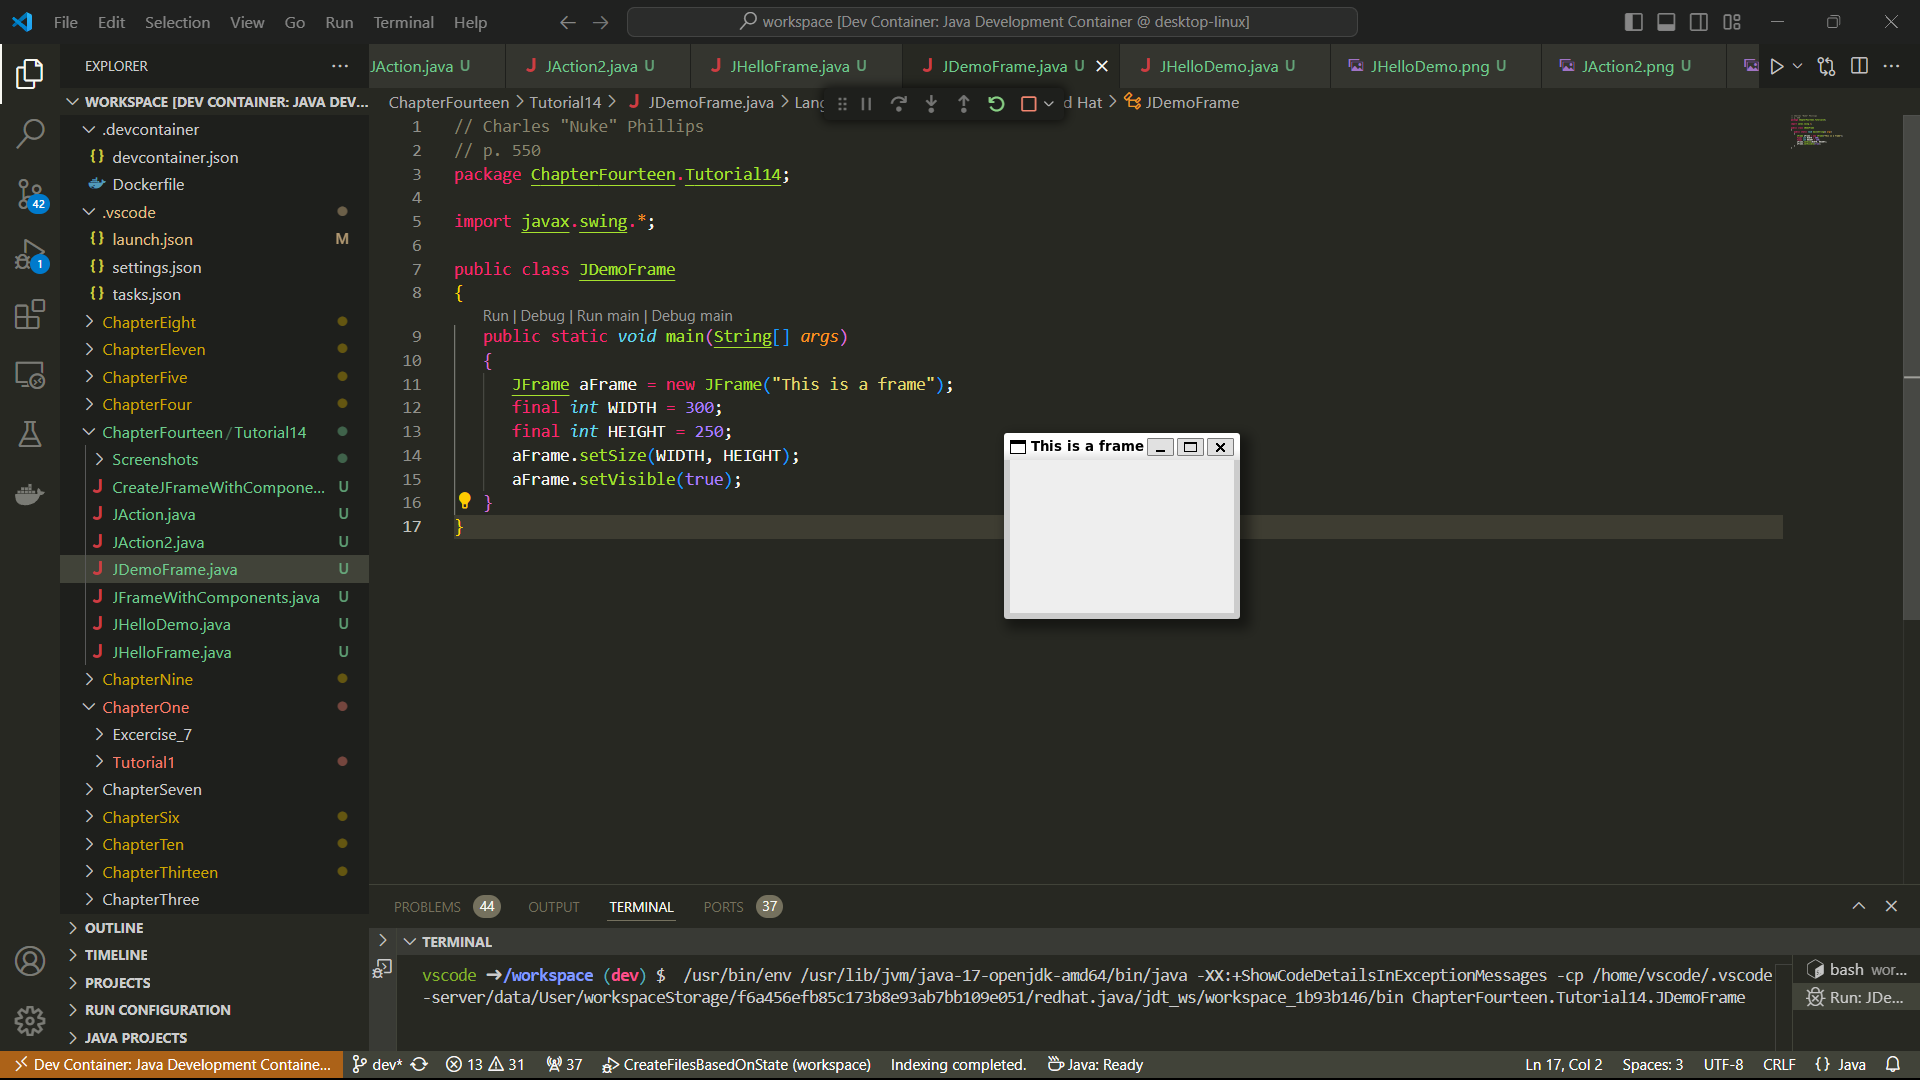 File Edit Selection View Go Run Terminal Help
workspace [Dev Container: Java Development Container @ desktop-linux]
EXPLORER
JAction.java U JAction2.java U JHelloFrame.java U JDemoFrame.java U JHelloDemo.java U JHelloDemo.png U JAction2.png U
WORKSPACE [DEV CONTAINER: JAVA DEV...
ChapterFourteen > Tutorial14 > JDemoFrame.java > Lang d Hat > JDemoFrame
.devcontainer
devcontainer.json
Dockerfile
.vscode
launch.json M
settings.json
tasks.json
ChapterEight
ChapterEleven
ChapterFive
ChapterFour
ChapterFourteen / Tutorial14
Screenshots
CreateJFrameWithCompone... U
JAction.java U
JAction2.java U
JDemoFrame.java U
JFrameWithComponents.java U
JHelloDemo.java U
JHelloFrame.java U
ChapterNine
ChapterOne
Excercise_7
Tutorial1
ChapterSeven
ChapterSix
ChapterTen
ChapterThirteen
ChapterThree
OUTLINE
TIMELINE
PROJECTS
RUN CONFIGURATION
JAVA PROJECTS
42
1
1 // Charles "Nuke" Phillips
2 // p. 550
3 package ChapterFourteen.Tutorial14;
4
5 import javax.swing.*;
6
7 public class JDemoFrame
8 {
Run | Debug | Run main | Debug main
9 public static void main(String[] args)
10 {
11 JFrame aFrame = new JFrame("This is a frame");
12 final int WIDTH = 300;
13 final int HEIGHT = 250;
14 aFrame.setSize(WIDTH, HEIGHT);
15 aFrame.setVisible(true);
16 }
17 }
This is a frame
PROBLEMS 44 OUTPUT TERMINAL PORTS 37
TERMINAL
vscode ➜/workspace (dev) $ /usr/bin/env /usr/lib/jvm/java-17-openjdk-amd64/bin/java -XX:+ShowCodeDetailsInExceptionMessages -cp /home/vscode/.vscode
-server/data/User/workspaceStorage/f6a456efb85c173b8e93ab7bb109e051/redhat.java/jdt_ws/workspace_1b93b146/bin ChapterFourteen.Tutorial14.JDemoFrame
bash wor...
Run: JDe...
Dev Container: Java Development Containe... dev* 13 31 37 CreateFilesBasedOnState (workspace) Indexing completed. Java: Ready Ln 17, Col 2 Spaces: 3 UTF-8 CRLF {} Java